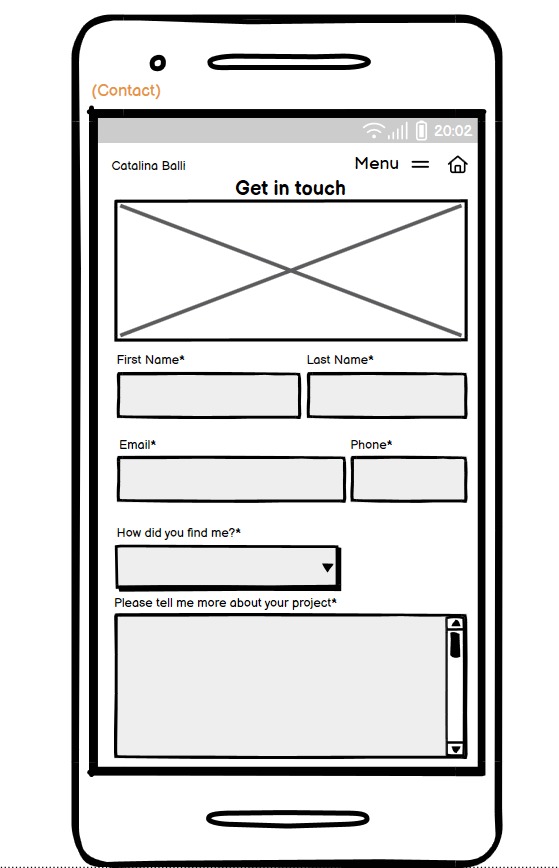 (Contact)
20:02
Catalina Balli
Menu
Get in touch
First Name* Last Name*
Email* Phone*
How did you find me?*
Please tell me more about your project*